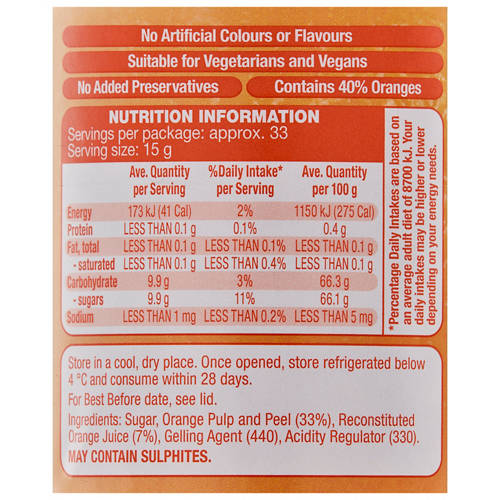 No Artificial Colours or Flavours
Suitable for Vegetarians and Vegans
No Added Preservatives
Contains 40% Oranges
NUTRITION INFORMATION
Servings per package: approx. 33
Serving size: 15 g
Ave. Quantity %Daily Intake* Ave. Quantity
per Serving per Serving per 100 g
Energy 173 kJ (41 Cal) 2% 1150 kJ (275 Cal)
Protein LESS THAN 0.1 g 0.1% 0.4 g
Fat, total LESS THAN 0.1 g LESS THAN 0.1% LESS THAN 0.1 g
- saturated LESS THAN 0.1 g LESS THAN 0.4% LESS THAN 0.1 g
Carbohydrate 9.9 g 3% 66.3 g
- sugars 9.9 g 11% 66.1 g
Sodium LESS THAN 1 mg LESS THAN 0.2% LESS THAN 5 mg
*Percentage Daily Intakes are based on
an average adult diet of 8700 kJ. Your
daily intakes may be higher or lower
depending on your energy needs.
Store in a cool, dry place. Once opened, store refrigerated below
4 °C and consume within 28 days.
For Best Before date, see lid.
Ingredients: Sugar, Orange Pulp and Peel (33%), Reconstituted
Orange Juice (7%), Gelling Agent (440), Acidity Regulator (330).
MAY CONTAIN SULPHITES.